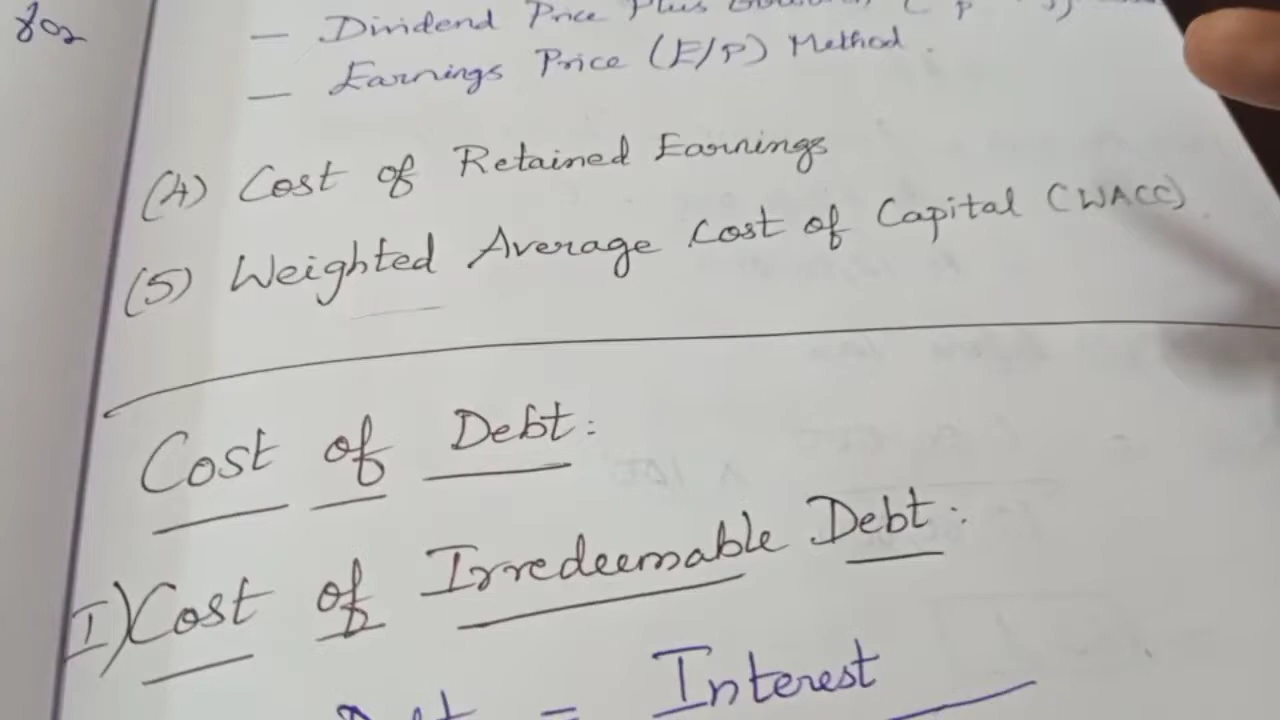 — Dividend Price Plus
— Earnings Price (E/P) Method
(4) Cost of Retained Earnings
(5) Weighted Average Cost of Capital (WACC)
Cost of Debt:
I) Cost of Irredeemable Debt:
= Interest